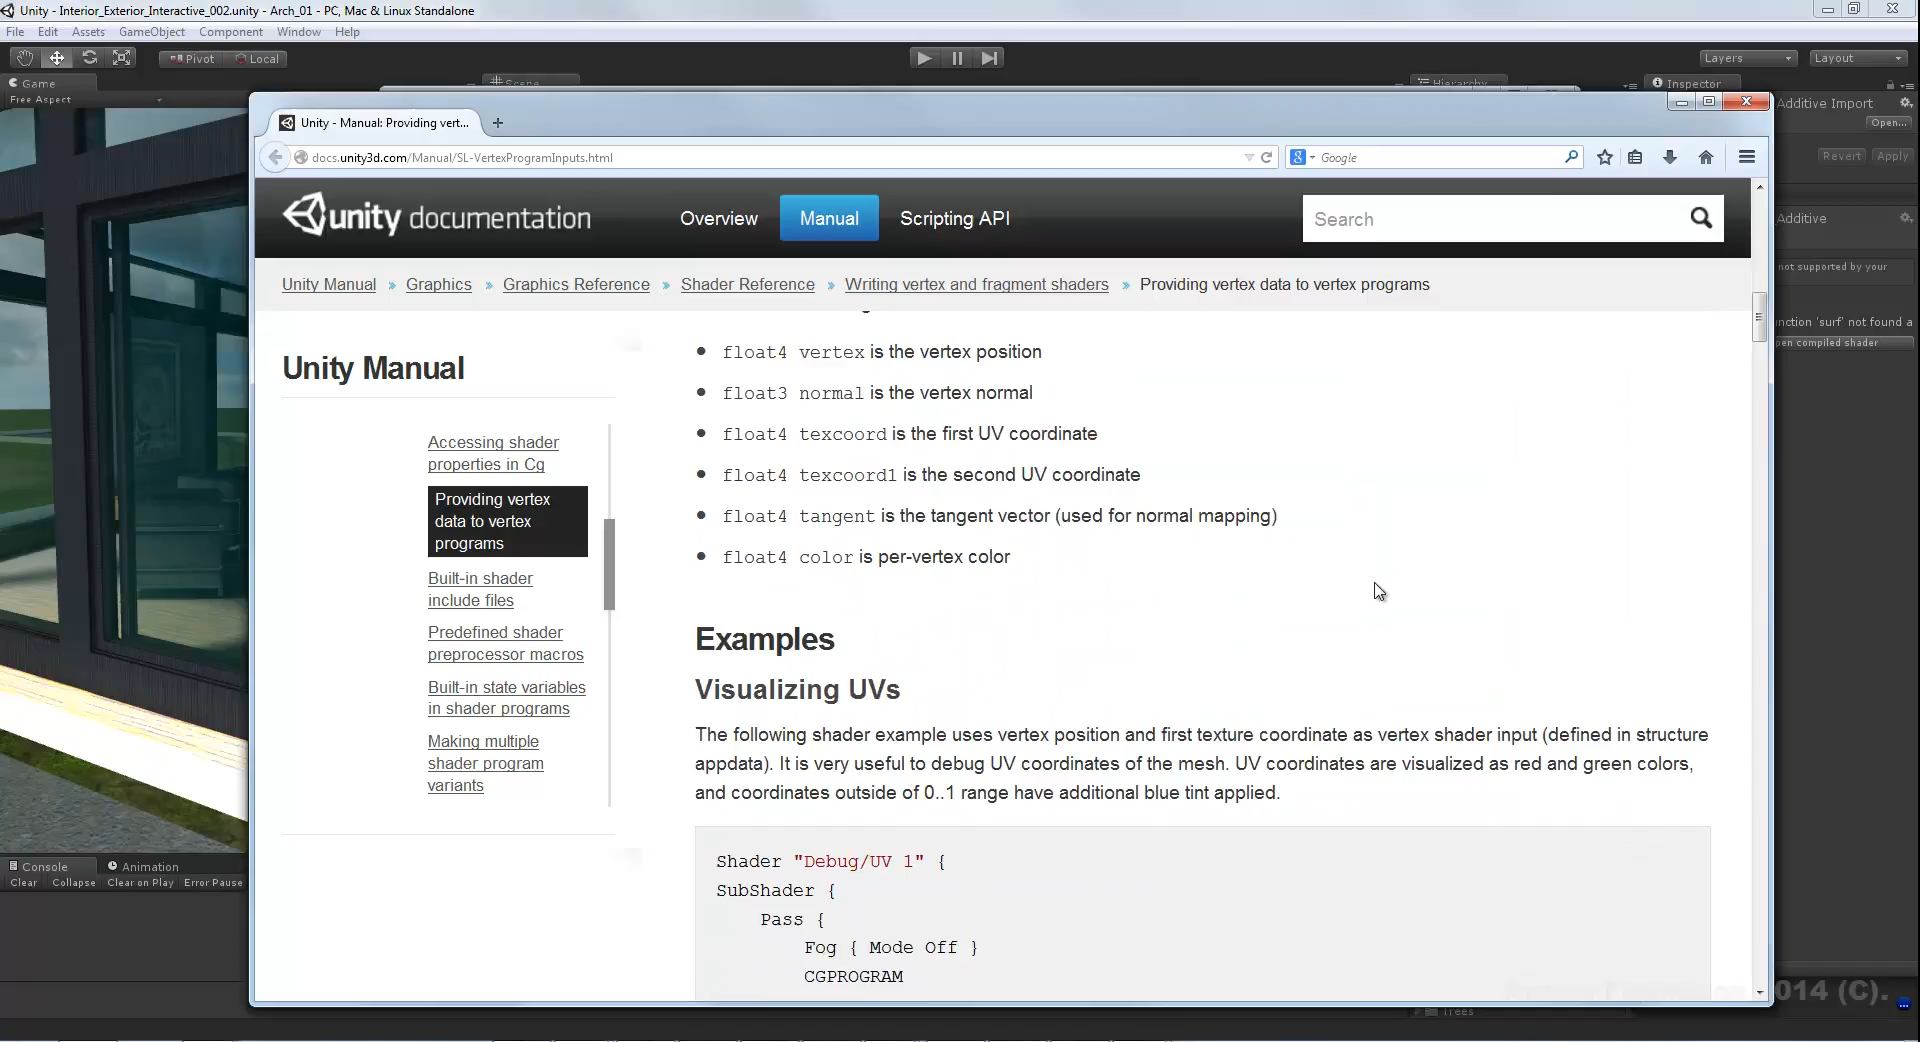 Unity - Interior_Exterior_Interactive_002.unity - Arch_01 - PC, Mac & Linux Standalone
File Edit Assets GameObject Component Window Help
Pivot Local
Layers Layout
Game
Scene
Hierarchy
Inspector
Free Aspect
Additive Import
Open...
Revert Apply
Additive
not supported by your
nction 'surf' not found a
pen compiled shader
Unity - Manual: Providing vert...
docs.unity3d.com/Manual/SL-VertexProgramInputs.html
Google
unity documentation
Overview Manual Scripting API
Search
Unity Manual » Graphics » Graphics Reference » Shader Reference » Writing vertex and fragment shaders » Providing vertex data to vertex programs
Unity Manual
Accessing shader
properties in Cg
Providing vertex
data to vertex
programs
Built-in shader
include files
Predefined shader
preprocessor macros
Built-in state variables
in shader programs
Making multiple
shader program
variants
• float4 vertex is the vertex position
• float3 normal is the vertex normal
• float4 texcoord is the first UV coordinate
• float4 texcoord1 is the second UV coordinate
• float4 tangent is the tangent vector (used for normal mapping)
• float4 color is per-vertex color
Examples
Visualizing UVs
The following shader example uses vertex position and first texture coordinate as vertex shader input (defined in structure
appdata). It is very useful to debug UV coordinates of the mesh. UV coordinates are visualized as red and green colors,
and coordinates outside of 0..1 range have additional blue tint applied.
Shader "Debug/UV 1" {
SubShader {
Pass {
Fog { Mode Off }
CGPROGRAM
Console Animation
Clear Collapse Clear on Play Error Pause
014 (C).
Trees